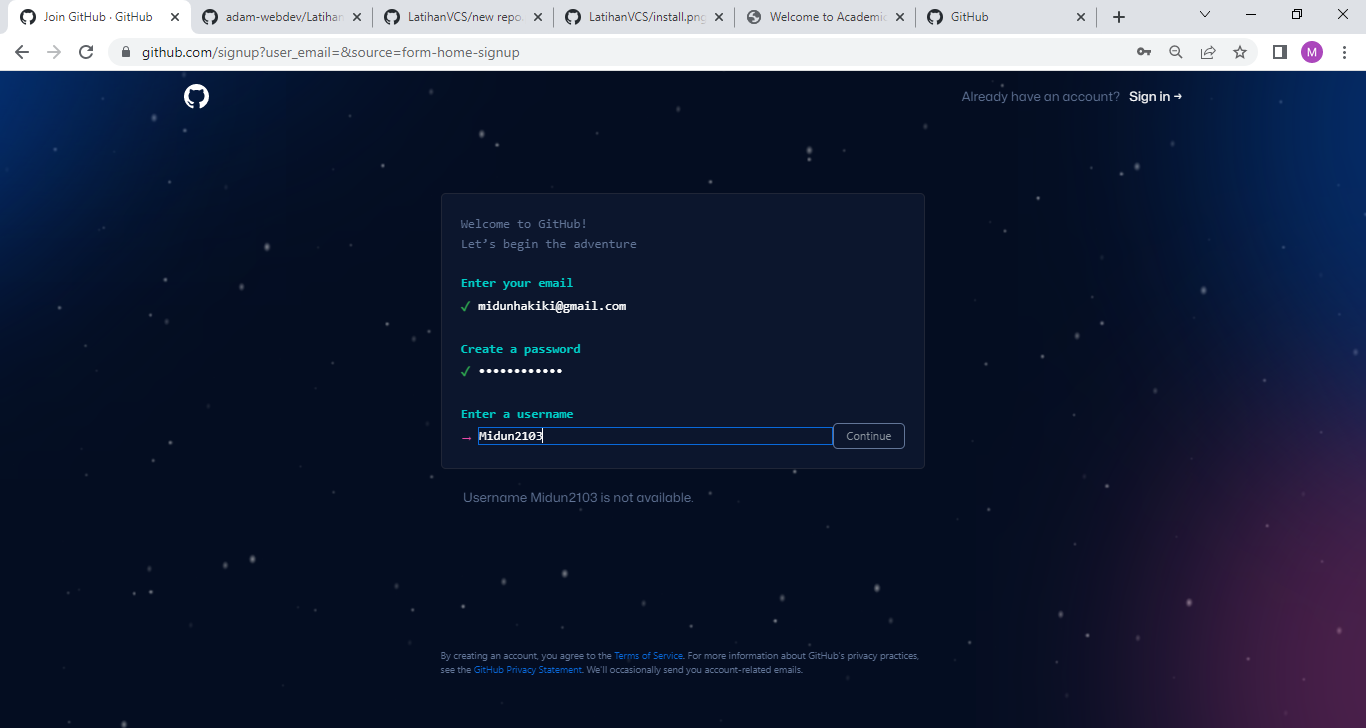 Join GitHub · GitHub
adam-webdev/Latihan
LatihanVCS/new repo.
LatihanVCS/install.png
Welcome to Academic
GitHub
github.com/signup?user_email=&source=form-home-signup
M
Already have an account? Sign in →
Welcome to GitHub!
Let’s begin the adventure
Enter your email
✓ midunhakiki@gmail.com
Create a password
✓ ••••••••••••
Enter a username
→ Midun2103 Continue
Username Midun2103 is not available.
By creating an account, you agree to the Terms of Service. For more information about GitHub's privacy practices,
see the GitHub Privacy Statement. We'll occasionally send you account-related emails.